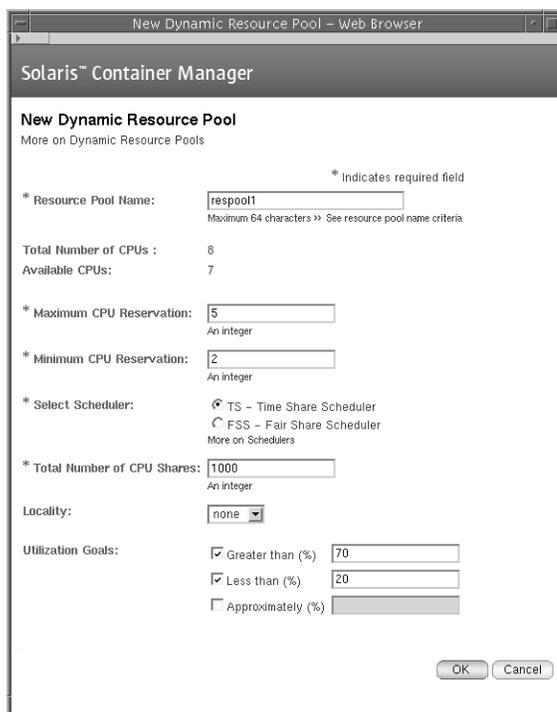 New Dynamic Resource Pool – Web Browser
Solaris™ Container Manager
New Dynamic Resource Pool
More on Dynamic Resource Pools
* Indicates required field
* Resource Pool Name: respool1
Maximum 64 characters >> See resource pool name criteria
Total Number of CPUs : 8
Available CPUs: 7
* Maximum CPU Reservation: 5
An integer
* Minimum CPU Reservation: 2
An integer
* Select Scheduler: TS – Time Share Scheduler
FSS – Fair Share Scheduler
More on Schedulers
* Total Number of CPU Shares: 1000
An integer
Locality: none
Utilization Goals: Greater than (%) 70
Less than (%) 20
Approximately (%)
OK Cancel